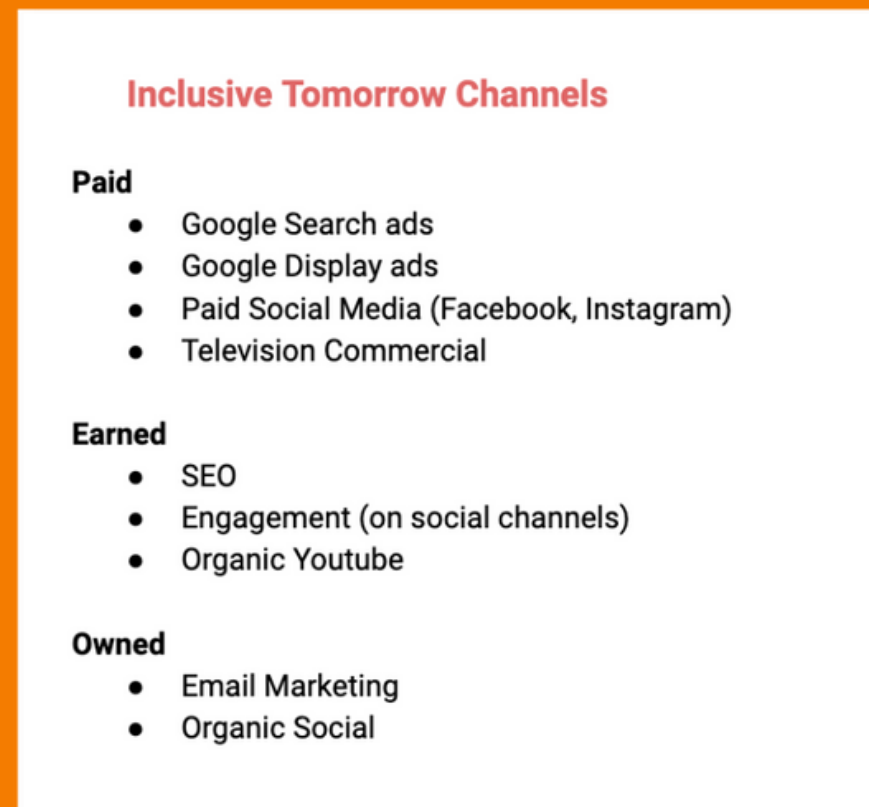 Inclusive Tomorrow Channels
Paid
● Google Search ads
● Google Display ads
● Paid Social Media (Facebook, Instagram)
● Television Commercial
Earned
● SEO
● Engagement (on social channels)
● Organic Youtube
Owned
● Email Marketing
● Organic Social